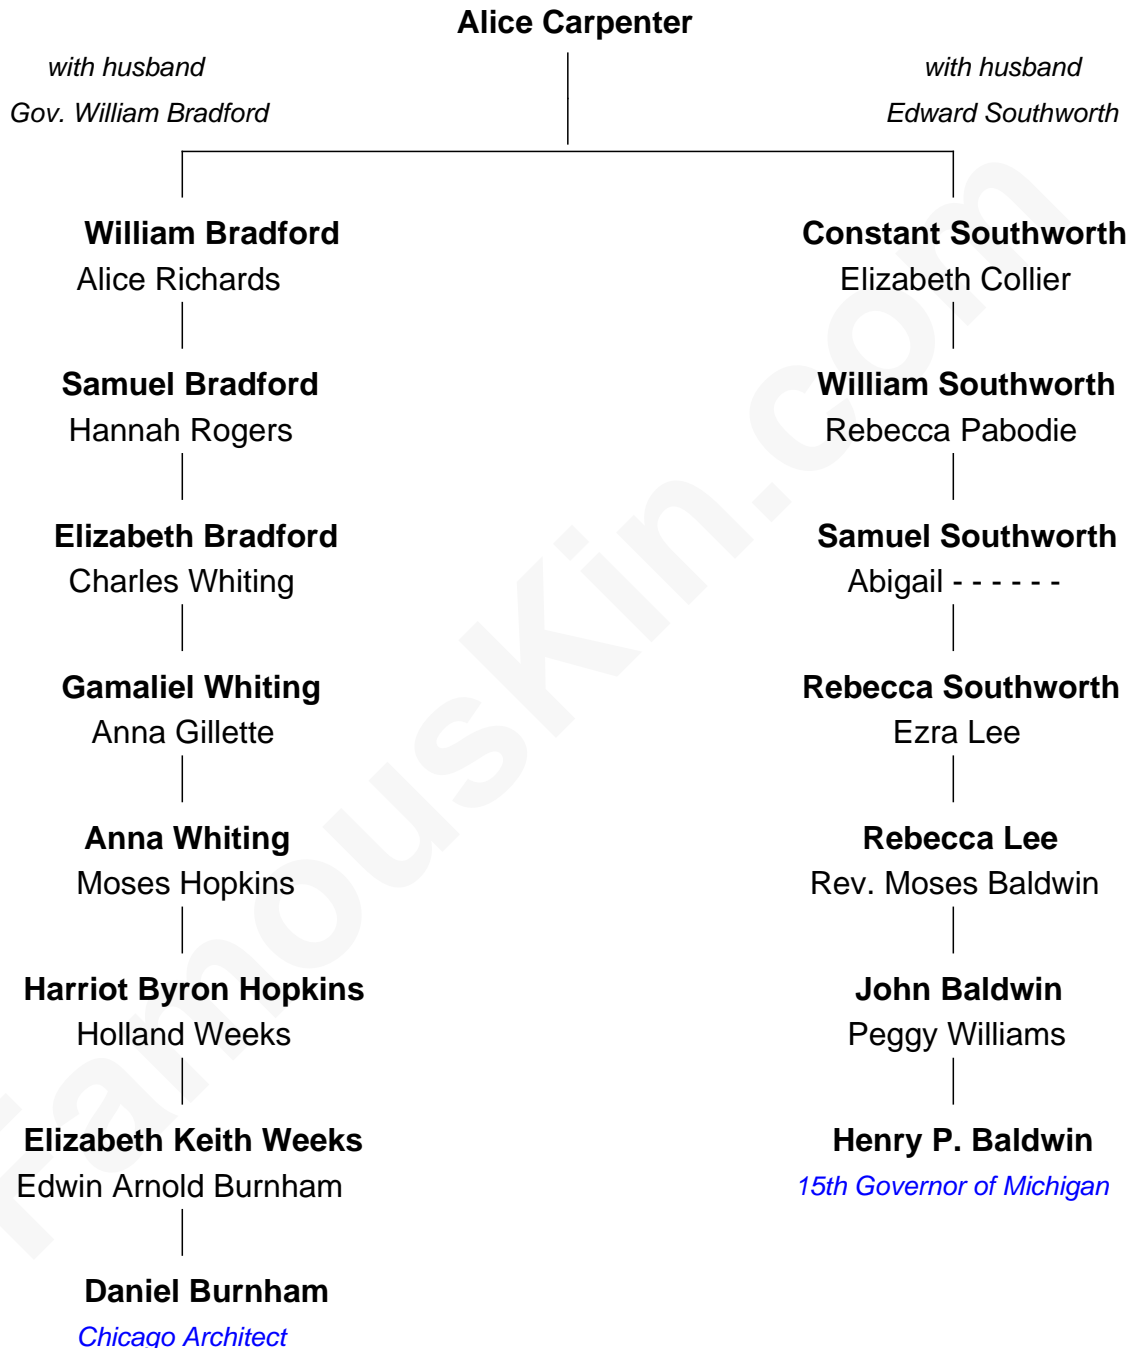 Alice Carpenter
with husband
Gov. William Bradford
with husband
Edward Southworth
William Bradford
Alice Richards
Samuel Bradford
Hannah Rogers
Elizabeth Bradford
Charles Whiting
Gamaliel Whiting
Anna Gillette
Anna Whiting
Moses Hopkins
Harriot Byron Hopkins
Holland Weeks
Elizabeth Keith Weeks
Edwin Arnold Burnham
Daniel Burnham
Chicago Architect
Constant Southworth
Elizabeth Collier
William Southworth
Rebecca Pabodie
Samuel Southworth
Abigail - - - - - -
Rebecca Southworth
Ezra Lee
Rebecca Lee
Rev. Moses Baldwin
John Baldwin
Peggy Williams
Henry P. Baldwin
15th Governor of Michigan
FamousKin.com